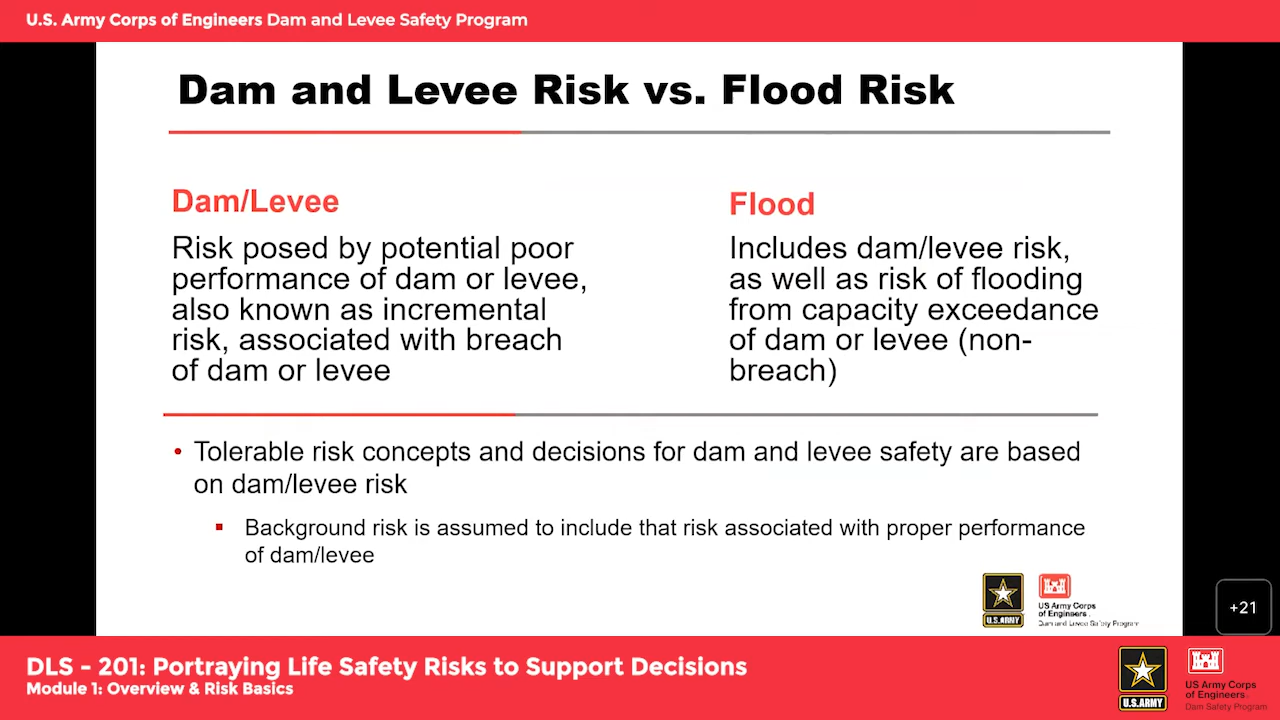 U.S. Army Corps of Engineers Dam and Levee Safety Program
Dam and Levee Risk vs. Flood Risk
Dam/Levee
Risk posed by potential poor
performance of dam or levee,
also known as incremental
risk, associated with breach
of dam or levee
Flood
Includes dam/levee risk,
as well as risk of flooding
from capacity exceedance
of dam or levee (non-
breach)
• Tolerable risk concepts and decisions for dam and levee safety are based
on dam/levee risk
▪ Background risk is assumed to include that risk associated with proper performance
of dam/levee
U.S. ARMY
US Army Corps
of Engineers.
Dam and Levee Safety Program
+21
DLS - 201: Portraying Life Safety Risks to Support Decisions
Module 1: Overview & Risk Basics
U.S. ARMY
US Army Corps
of Engineers.
Dam Safety Program